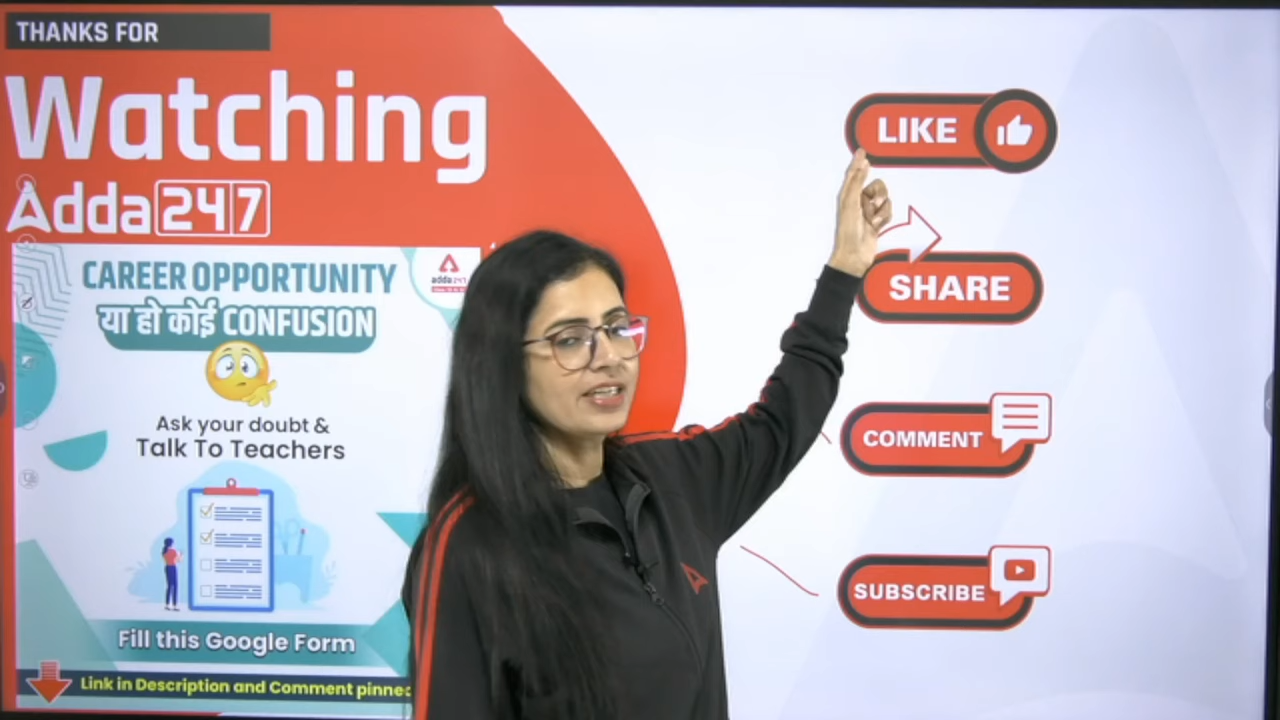 THANKS FOR
Watching
Adda247
CAREER OPPORTUNITY
या हो कोई CONFUSION
adda247
Ask your doubt &
Talk To Teachers
Fill this Google Form
Link in Description and Comment pinned
LIKE
SHARE
COMMENT
SUBSCRIBE